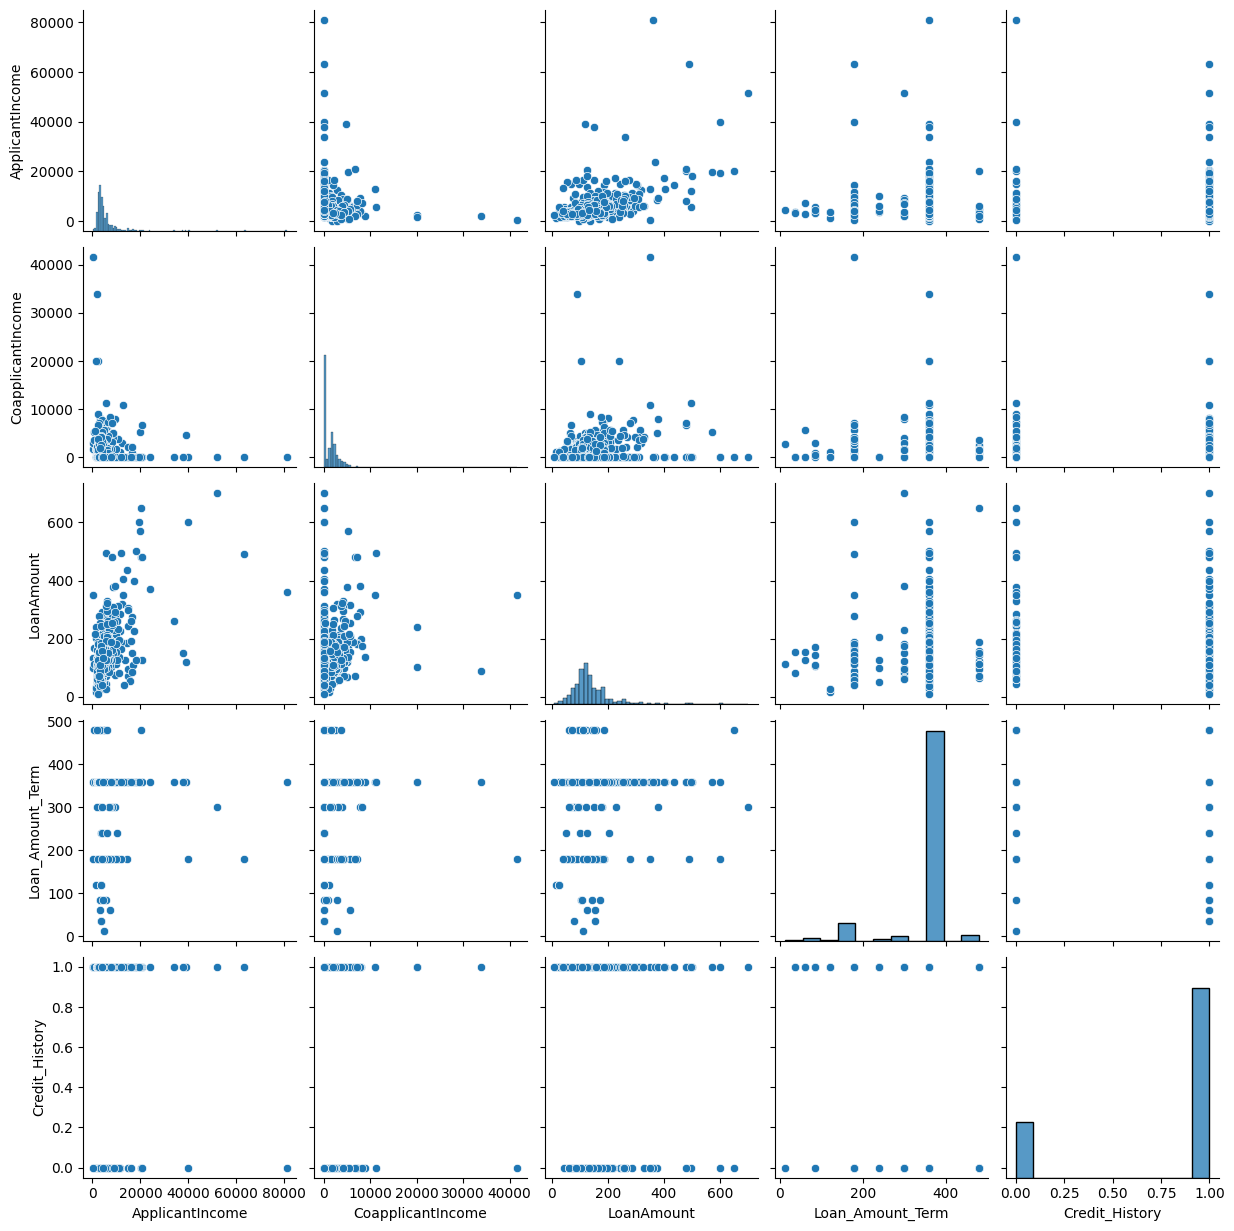 80000
60000
40000
20000
0
ApplicantIncome
40000
30000
20000
10000
0
CoapplicantIncome
600
400
200
0
LoanAmount
500
400
300
200
100
0
Loan_Amount_Term
1.0
0.8
0.6
0.4
0.2
0.0
Credit_History
0 20000 40000 60000 80000
ApplicantIncome
0 10000 20000 30000 40000
CoapplicantIncome
0 200 400 600
LoanAmount
0 200 400
Loan_Amount_Term
0.00 0.25 0.50 0.75 1.00
Credit_History